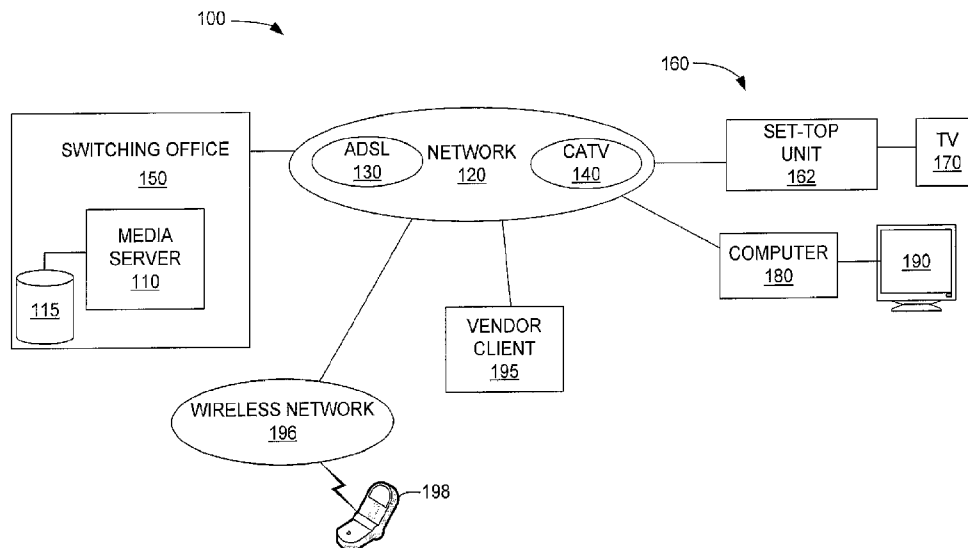 100
160
SWITCHING OFFICE
150
MEDIA
SERVER
110
115
ADSL
130
NETWORK
120
CATV
140
SET-TOP
UNIT
162
TV
170
COMPUTER
180
190
VENDOR
CLIENT
195
WIRELESS NETWORK
196
198